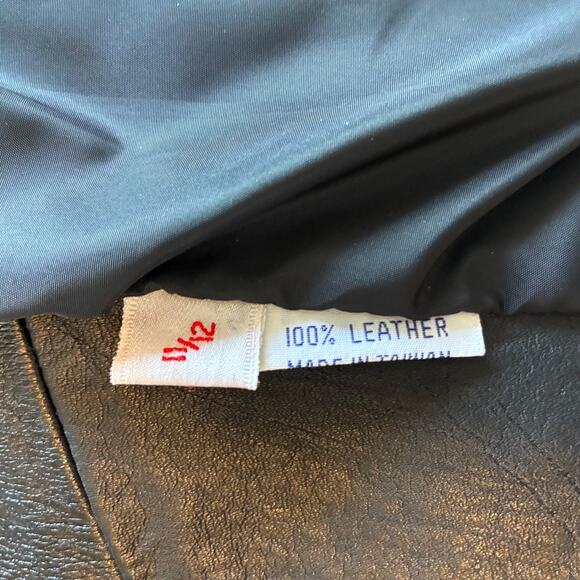 11/12
100% LEATHER
MADE IN TAIWAN